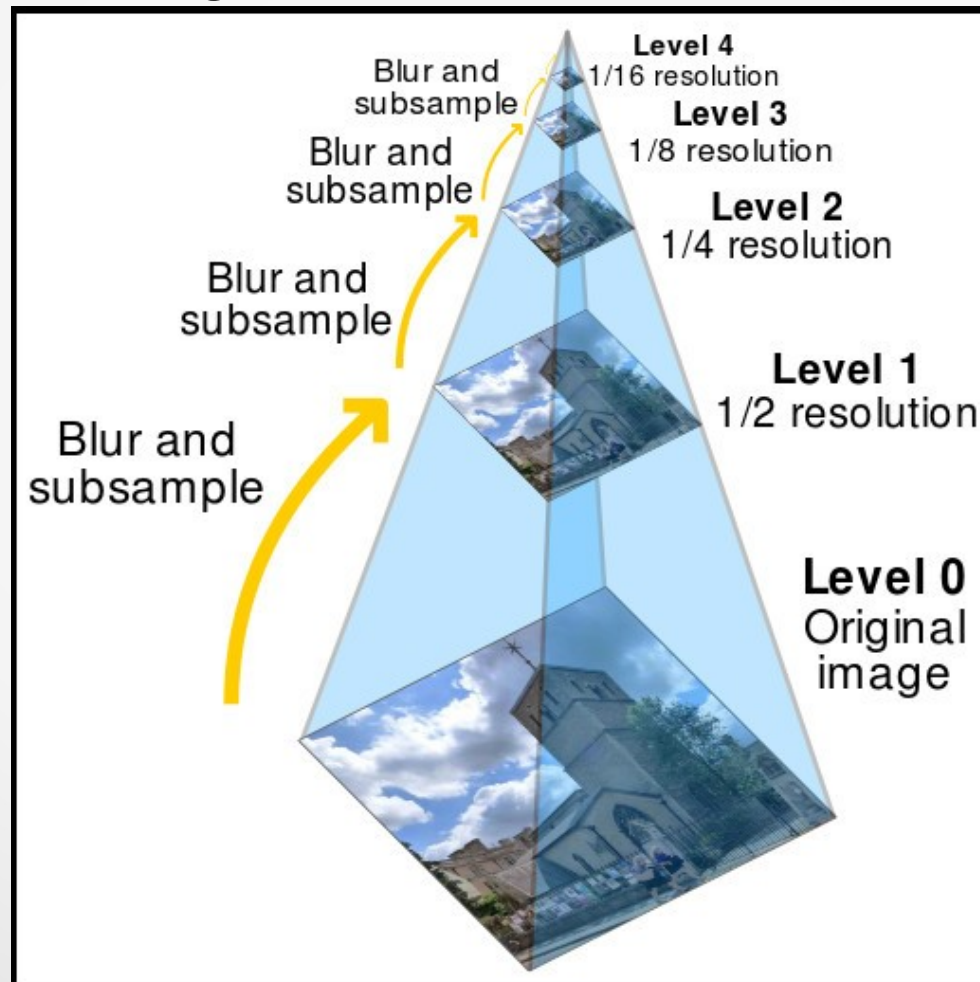 Level 4
1/16 resolution
Blur and
subsample
Level 3
1/8 resolution
Blur and
subsample
Level 2
1/4 resolution
Blur and
subsample
Level 1
1/2 resolution
Blur and
subsample
Level 0
Original
image